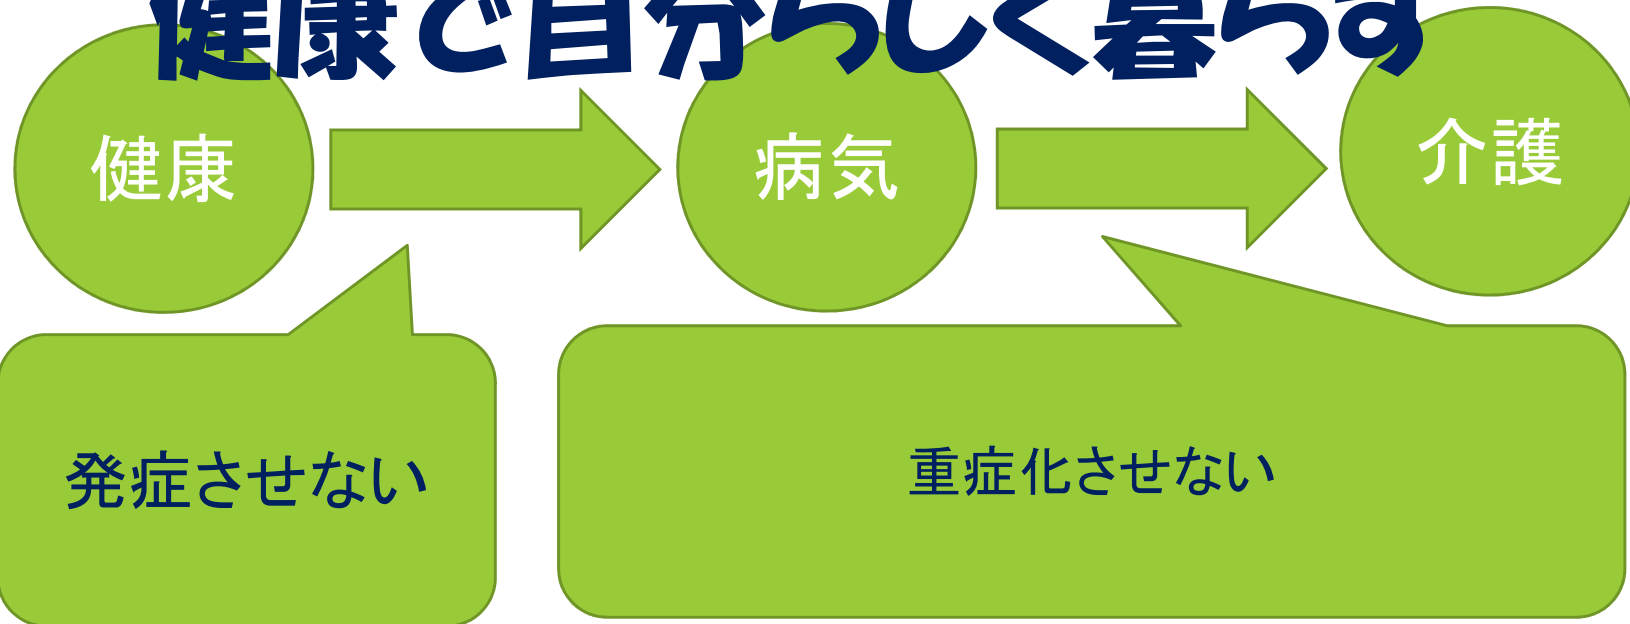 健康で自分らしく暮らす
健康
病気
介護
発症させない
重症化させない